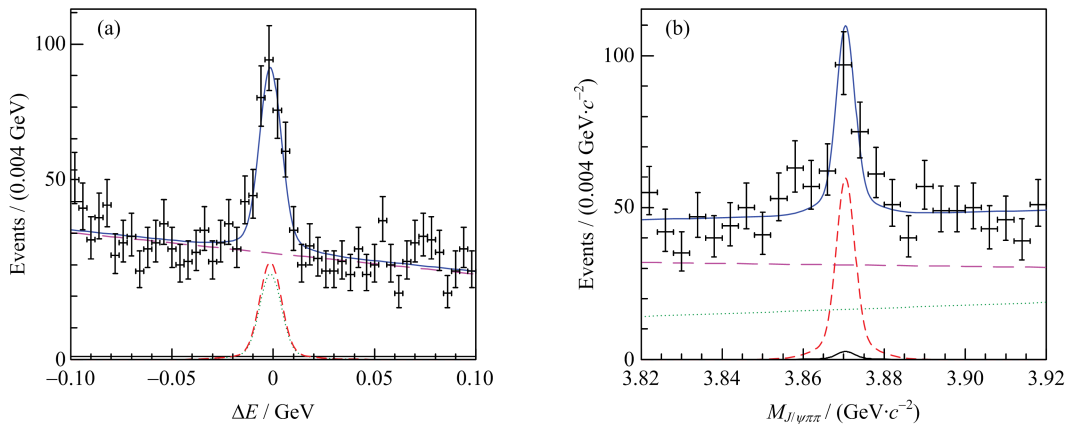 (a)
100
50
0
Events / (0.004 GeV)
−0.10
−0.05
0
0.05
0.10
ΔE / GeV
(b)
100
50
0
Events / (0.004 GeV·c⁻²)
3.82
3.84
3.86
3.88
3.90
3.92
M_J/ψππ / (GeV·c⁻²)